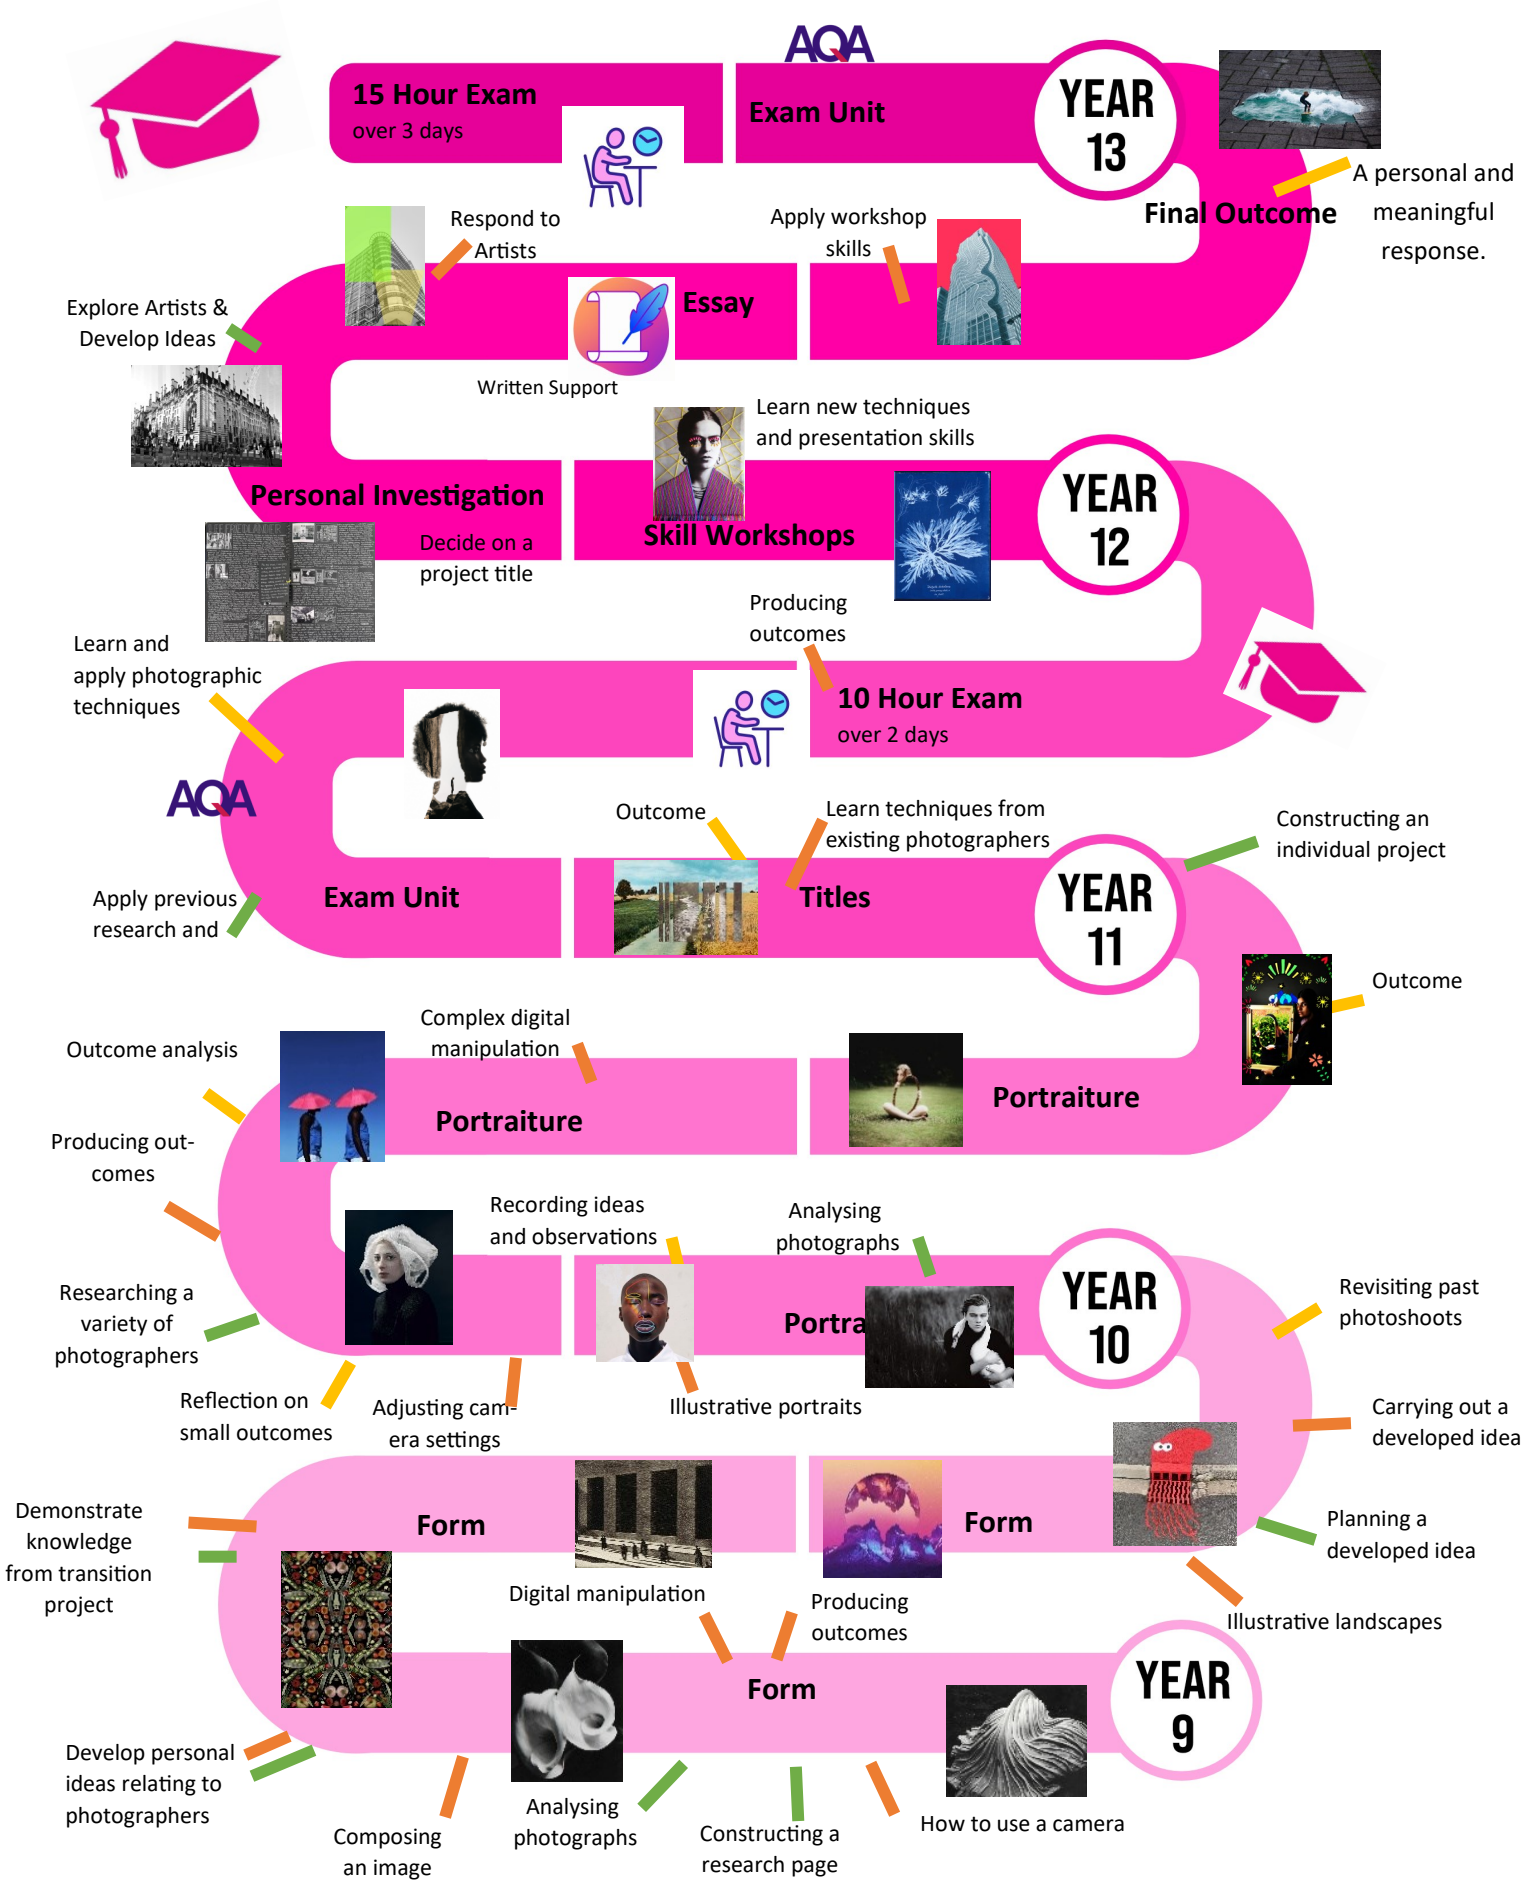 AQA
15 Hour Exam
over 3 days
Exam Unit
YEAR
13
A personal and
meaningful
response.
Final Outcome
Respond to
Artists
Apply workshop
skills
Explore Artists &
Develop Ideas
Essay
Written Support
Learn new techniques
and presentation skills
Personal Investigation
Decide on a
project title
Skill Workshops
YEAR
12
Producing
outcomes
Learn and
apply photographic
techniques
10 Hour Exam
over 2 days
AQA
Outcome
Learn techniques from
existing photographers
Constructing an
individual project
Apply previous
research and
Exam Unit
Titles
YEAR
11
Outcome
Complex digital
manipulation
Outcome analysis
Portraiture
Portraiture
Producing out-
comes
Recording ideas
and observations
Analysing
photographs
Researching a
variety of
photographers
Portra
YEAR
10
Revisiting past
photoshoots
Reflection on
small outcomes
Adjusting cam-
era settings
Illustrative portraits
Carrying out a
developed idea
Demonstrate
knowledge
from transition
project
Form
Form
Planning a
developed idea
Digital manipulation
Producing
outcomes
Illustrative landscapes
Form
YEAR
9
Develop personal
ideas relating to
photographers
Composing
an image
Analysing
photographs
Constructing a
research page
How to use a camera